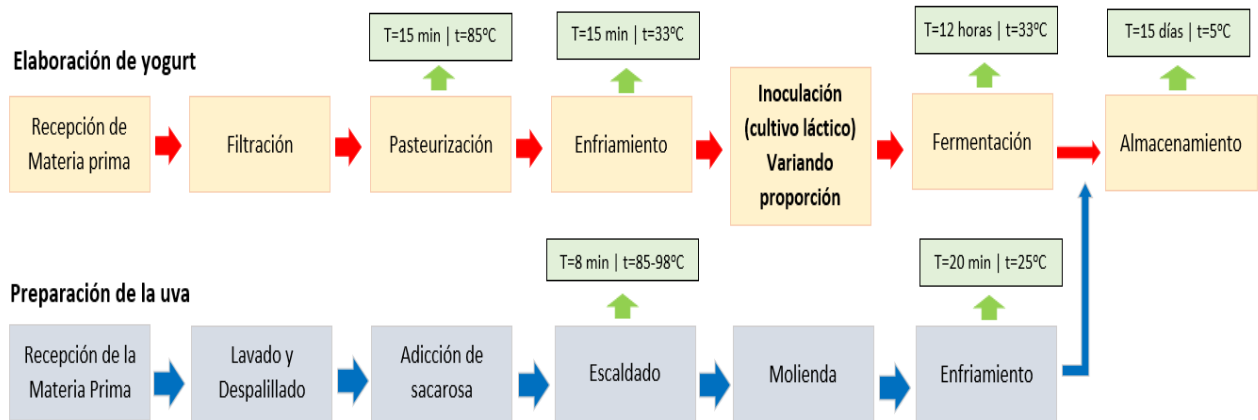 T=15 min | t=85ºC
T=15 min | t=33ºC
T=12 horas | t=33ºC
T=15 días | t=5ºC
Elaboración de yogurt
Recepción de
Materia prima
Filtración
Pasteurización
Enfriamiento
Inoculación
(cultivo láctico)
Variando
proporción
Fermentación
Almacenamiento
T=8 min | t=85-98ºC
T=20 min | t=25ºC
Preparación de la uva
Recepción de la
Materia Prima
Lavado y
Despalillado
Adicción de
sacarosa
Escaldado
Molienda
Enfriamiento